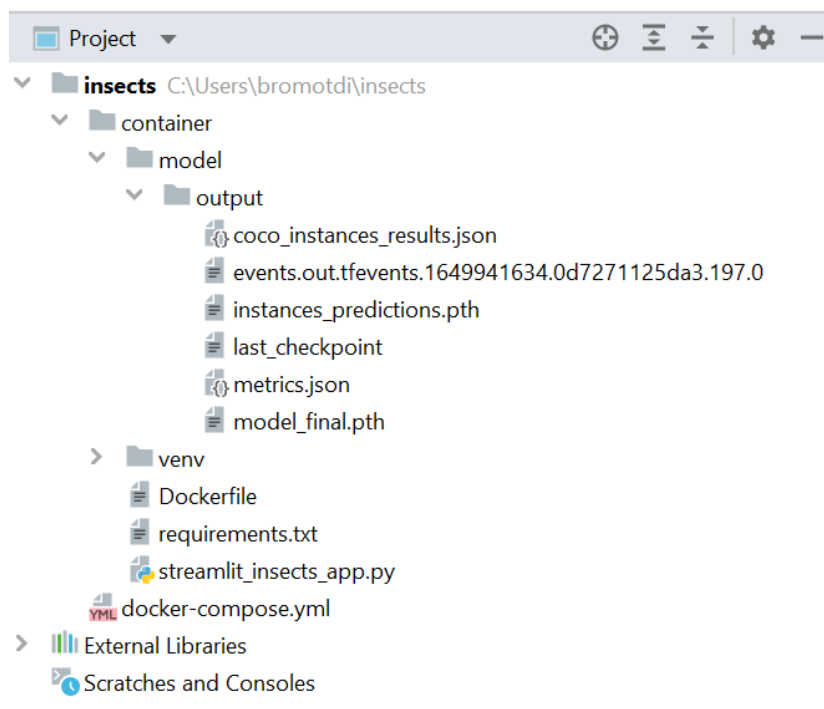 Project
insects C:\Users\bromotdi\insects
container
model
output
coco_instances_results.json
events.out.tfevents.1649941634.0d7271125da3.197.0
instances_predictions.pth
last_checkpoint
metrics.json
model_final.pth
venv
Dockerfile
requirements.txt
streamlit_insects_app.py
YML docker-compose.yml
External Libraries
Scratches and Consoles